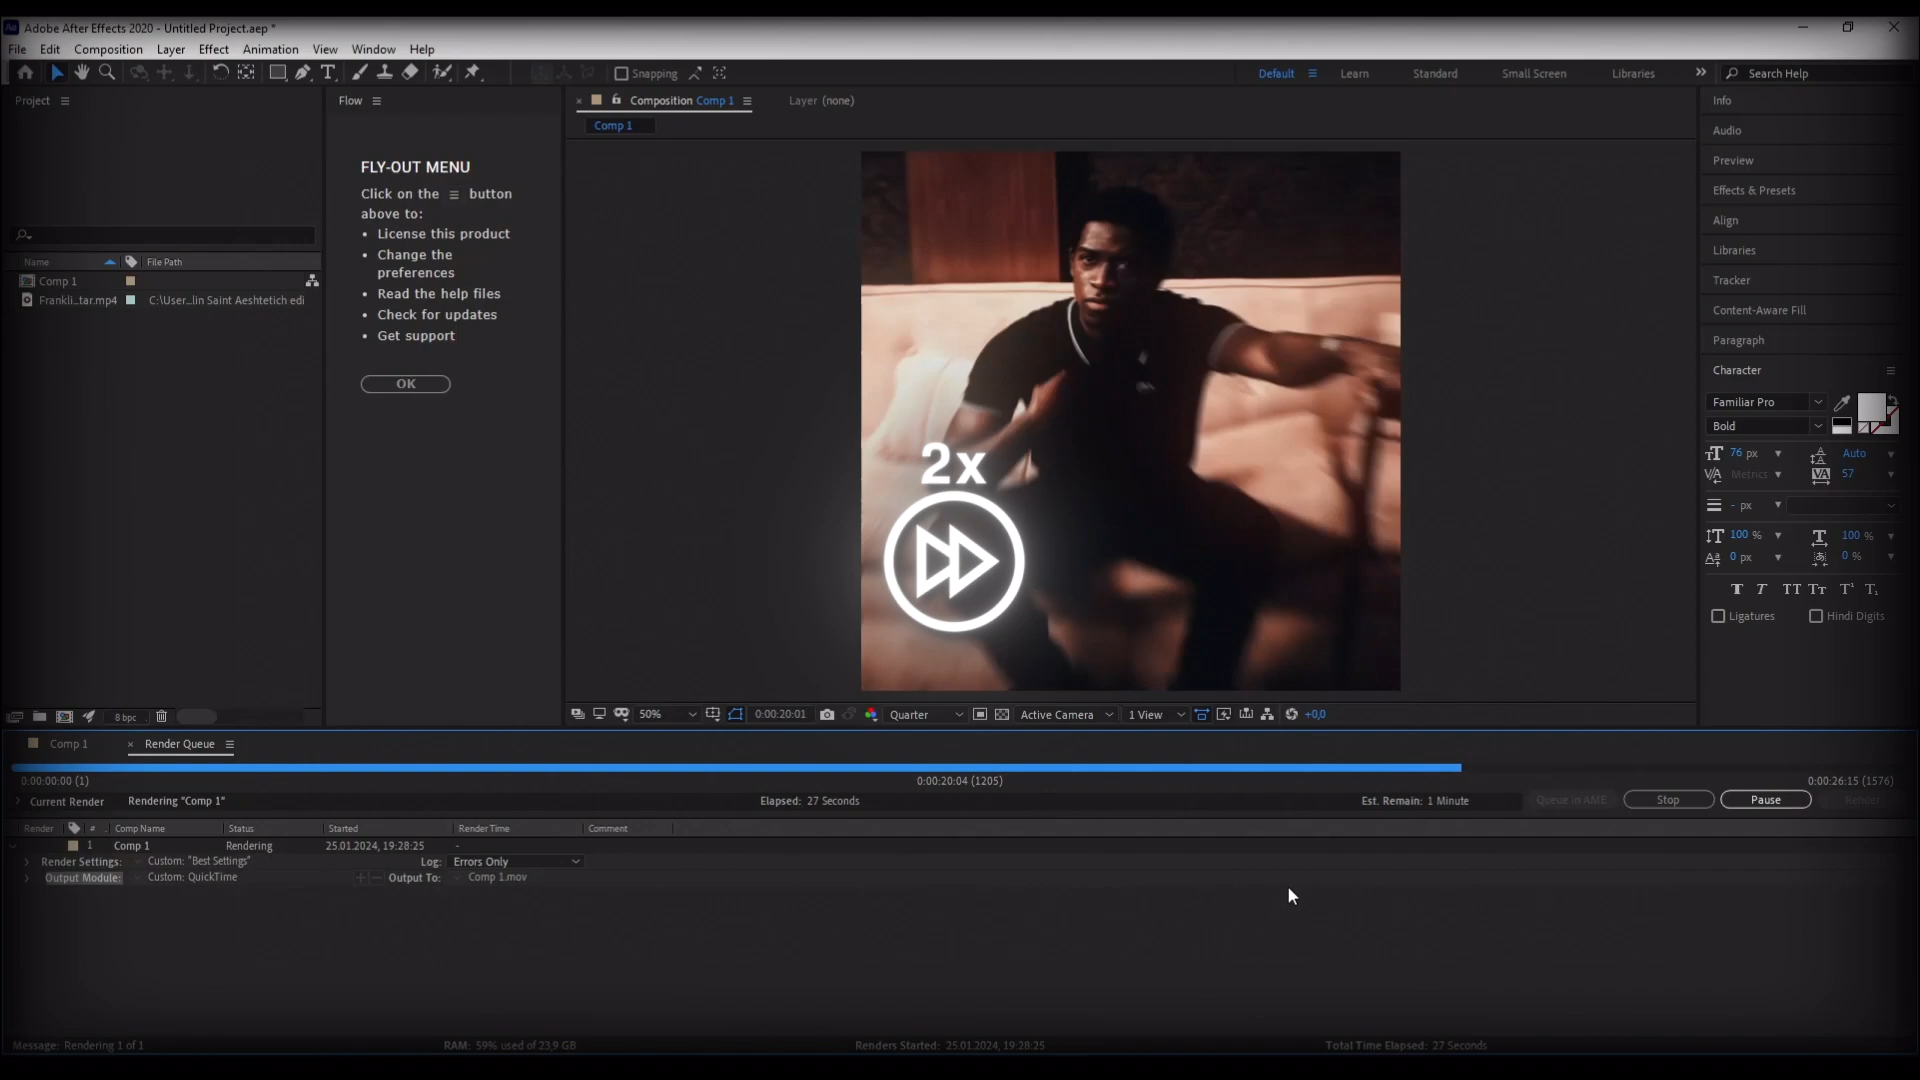 Adobe After Effects 2020 - Untitled Project.aep *
File Edit Composition Layer Effect Animation View Window Help
Snapping
Default Learn Standard Small Screen Libraries Search Help
Project
Flow
Composition Comp 1
Layer (none)
Comp 1
Name File Path
Comp 1
Frankli...tar.mp4 C:\User...lin Saint Aeshtetich edi
FLY-OUT MENU
Click on the ≡ button
above to:
• License this product
• Change the
preferences
• Read the help files
• Check for updates
• Get support
OK
2x
Info
Audio
Preview
Effects & Presets
Align
Libraries
Tracker
Content-Aware Fill
Paragraph
Character
Familiar Pro
Bold
76 px Auto
Metrics 57
- px
100 % 100 %
0 px 0 %
Ligatures Hindi Digits
8 bpc
50% 0:00:20:01 Quarter Active Camera 1 View +0,0
Comp 1 Render Queue
0:00:00:00 (1) 0:00:20:04 (1205) 0:00:26:15 (1576)
Current Render Rendering "Comp 1" Elapsed: 27 Seconds Est. Remain: 1 Minute Queue in AME Stop Pause Render
Render # Comp Name Status Started Render Time Comment
1 Comp 1 Rendering 25.01.2024, 19:28:25 -
Render Settings: Custom: "Best Settings" Log: Errors Only
Output Module: Custom: QuickTime Output To: Comp 1.mov
Message: Rendering 1 of 1 RAM: 59% used of 23,9 GB Renders Started: 25.01.2024, 19:28:25 Total Time Elapsed: 27 Seconds